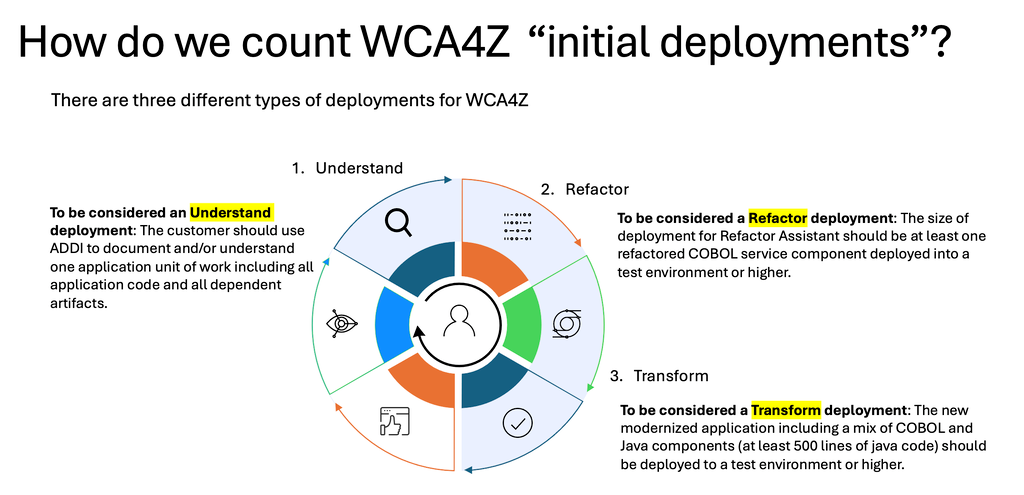 How do we count WCA4Z “initial deployments”?
There are three different types of deployments for WCA4Z
1. Understand
To be considered an Understand
deployment: The customer should use
ADDI to document and/or understand
one application unit of work including all
application code and all dependent
artifacts.
2. Refactor
To be considered a Refactor deployment: The size of
deployment for Refactor Assistant should be at least one
refactored COBOL service component deployed into a
test environment or higher.
3. Transform
To be considered a Transform deployment: The new
modernized application including a mix of COBOL and
Java components (at least 500 lines of java code) should
be deployed to a test environment or higher.